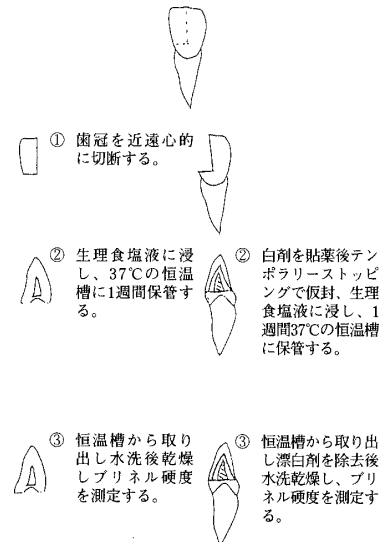 ① 歯冠を近遠心的
に切断する。
② 生理食塩液に浸
し、37℃の恒温
槽に1週間保管す
る。
② 白剤を貼薬後テン
ポラリーストッピ
ングで仮封、生理
食塩液に浸し、1
週間37℃の恒温槽
に保管する。
③ 恒温槽から取り
出し水洗後乾燥
しブリネル硬度
を測定する。
③ 恒温槽から取り出
し漂白剤を除去後
水洗乾燥し、ブリ
ネル硬度を測定す
る。